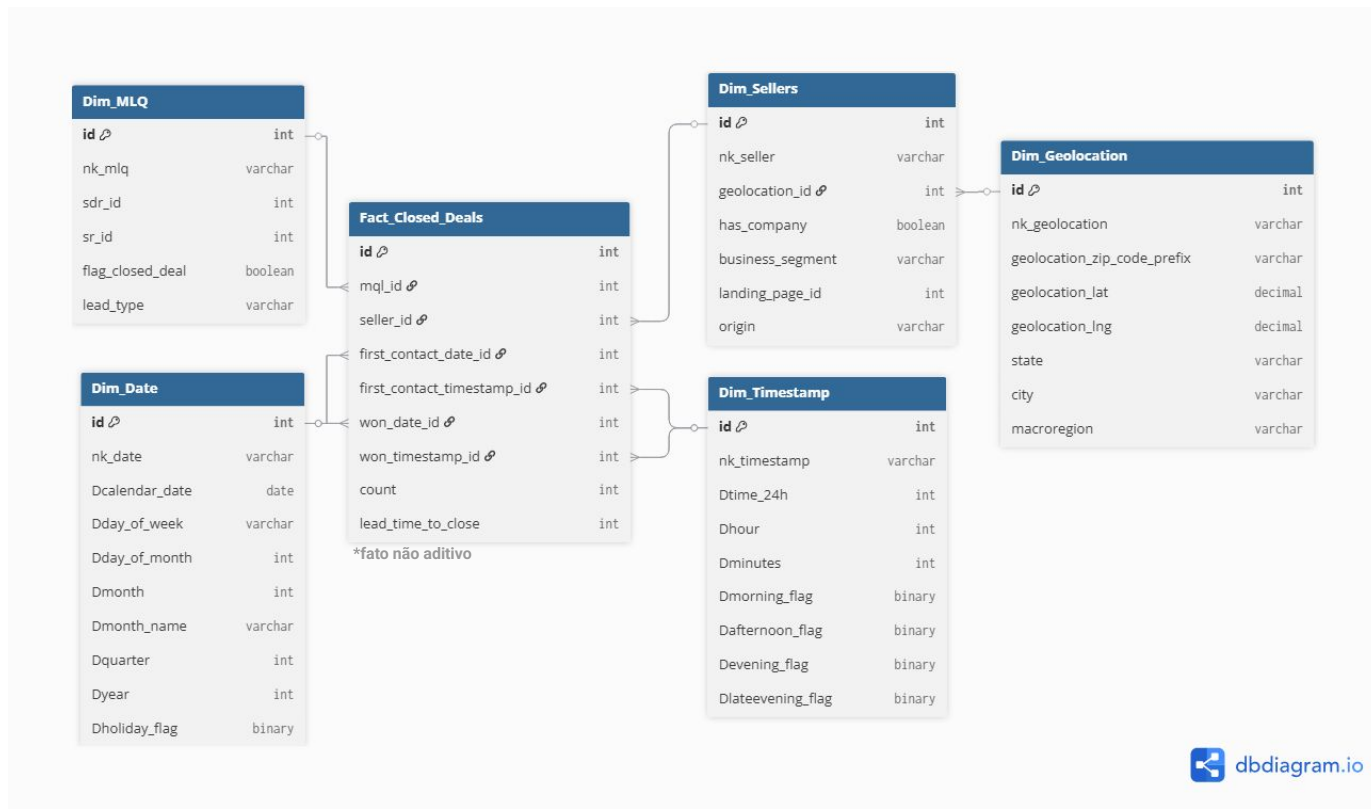 Dim_MLQ
id int
nk_mlq varchar
sdr_id int
sr_id int
flag_closed_deal boolean
lead_type varchar
Dim_Date
id int
nk_date varchar
Dcalendar_date date
Dday_of_week varchar
Dday_of_month int
Dmonth int
Dmonth_name varchar
Dquarter int
Dyear int
Dholiday_flag binary
Fact_Closed_Deals
id int
mql_id int
seller_id int
first_contact_date_id int
first_contact_timestamp_id int
won_date_id int
won_timestamp_id int
count int
lead_time_to_close int
*fato não aditivo
Dim_Sellers
id int
nk_seller varchar
geolocation_id int
has_company boolean
business_segment varchar
landing_page_id int
origin varchar
Dim_Timestamp
id int
nk_timestamp varchar
Dtime_24h int
Dhour int
Dminutes int
Dmorning_flag binary
Dafternoon_flag binary
Devening_flag binary
Dlateevening_flag binary
Dim_Geolocation
id int
nk_geolocation varchar
geolocation_zip_code_prefix varchar
geolocation_lat decimal
geolocation_lng decimal
state varchar
city varchar
macroregion varchar
dbdiagram.io